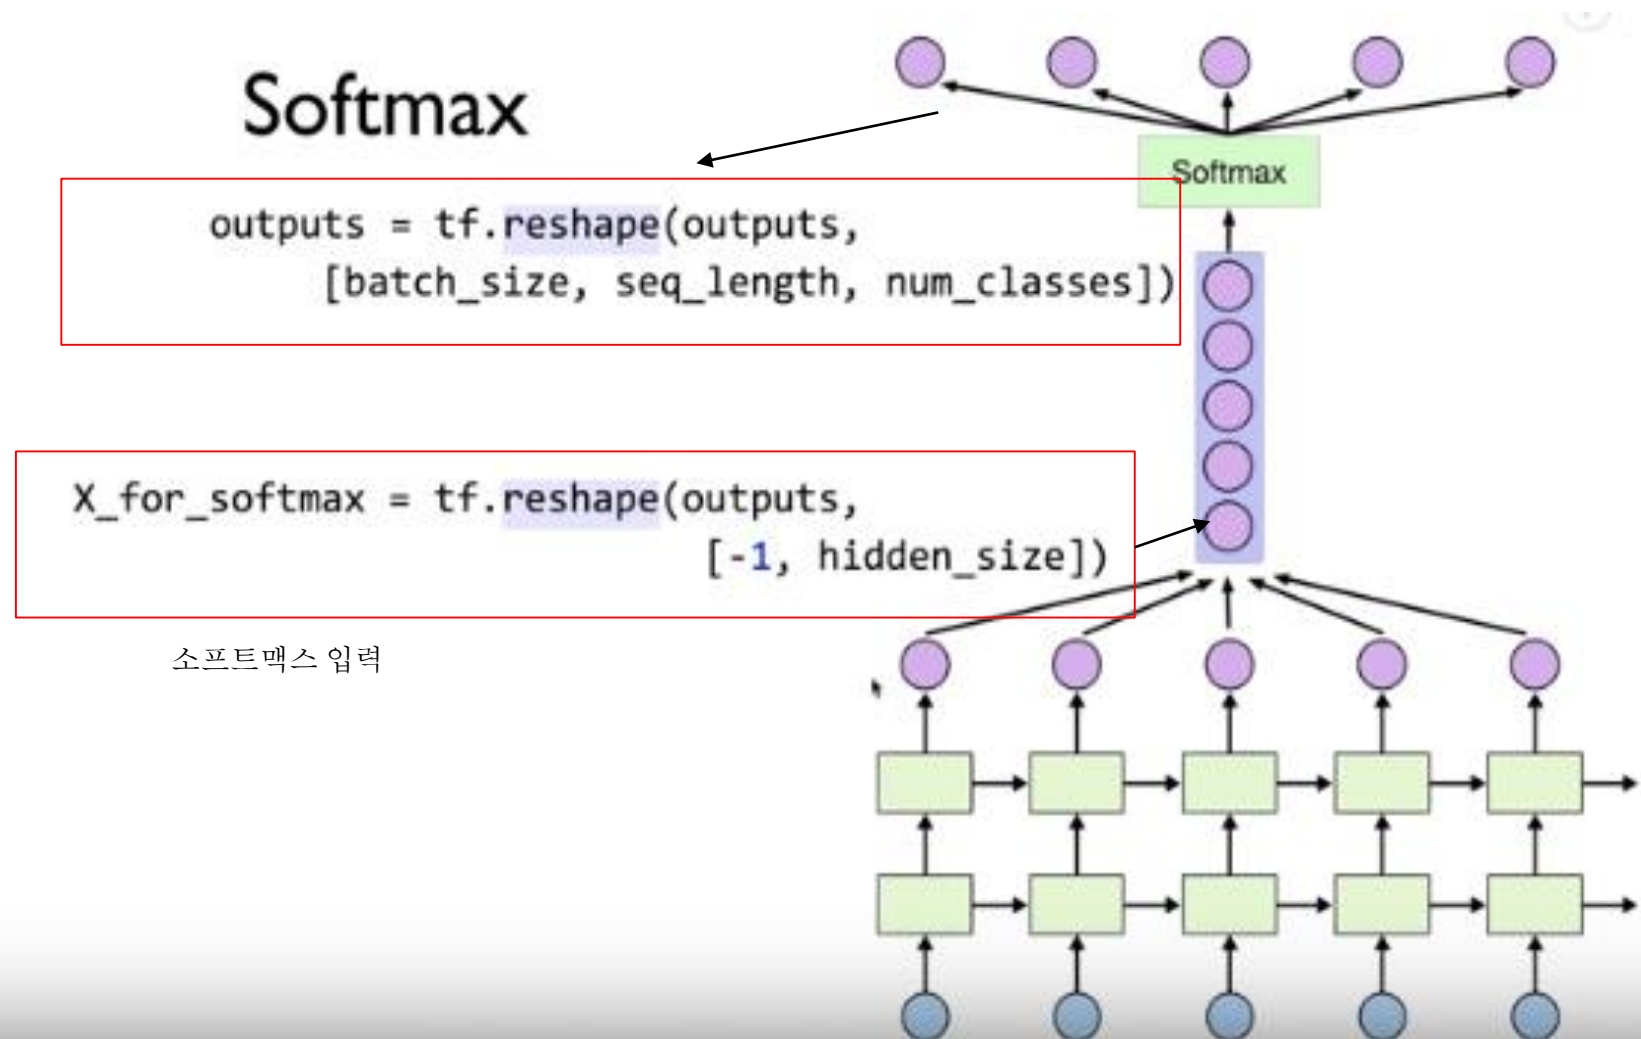 Softmax
Softmax
outputs = tf.reshape(outputs,
[batch_size, seq_length, num_classes])
X_for_softmax = tf.reshape(outputs,
[-1, hidden_size])
소프트맥스 입력